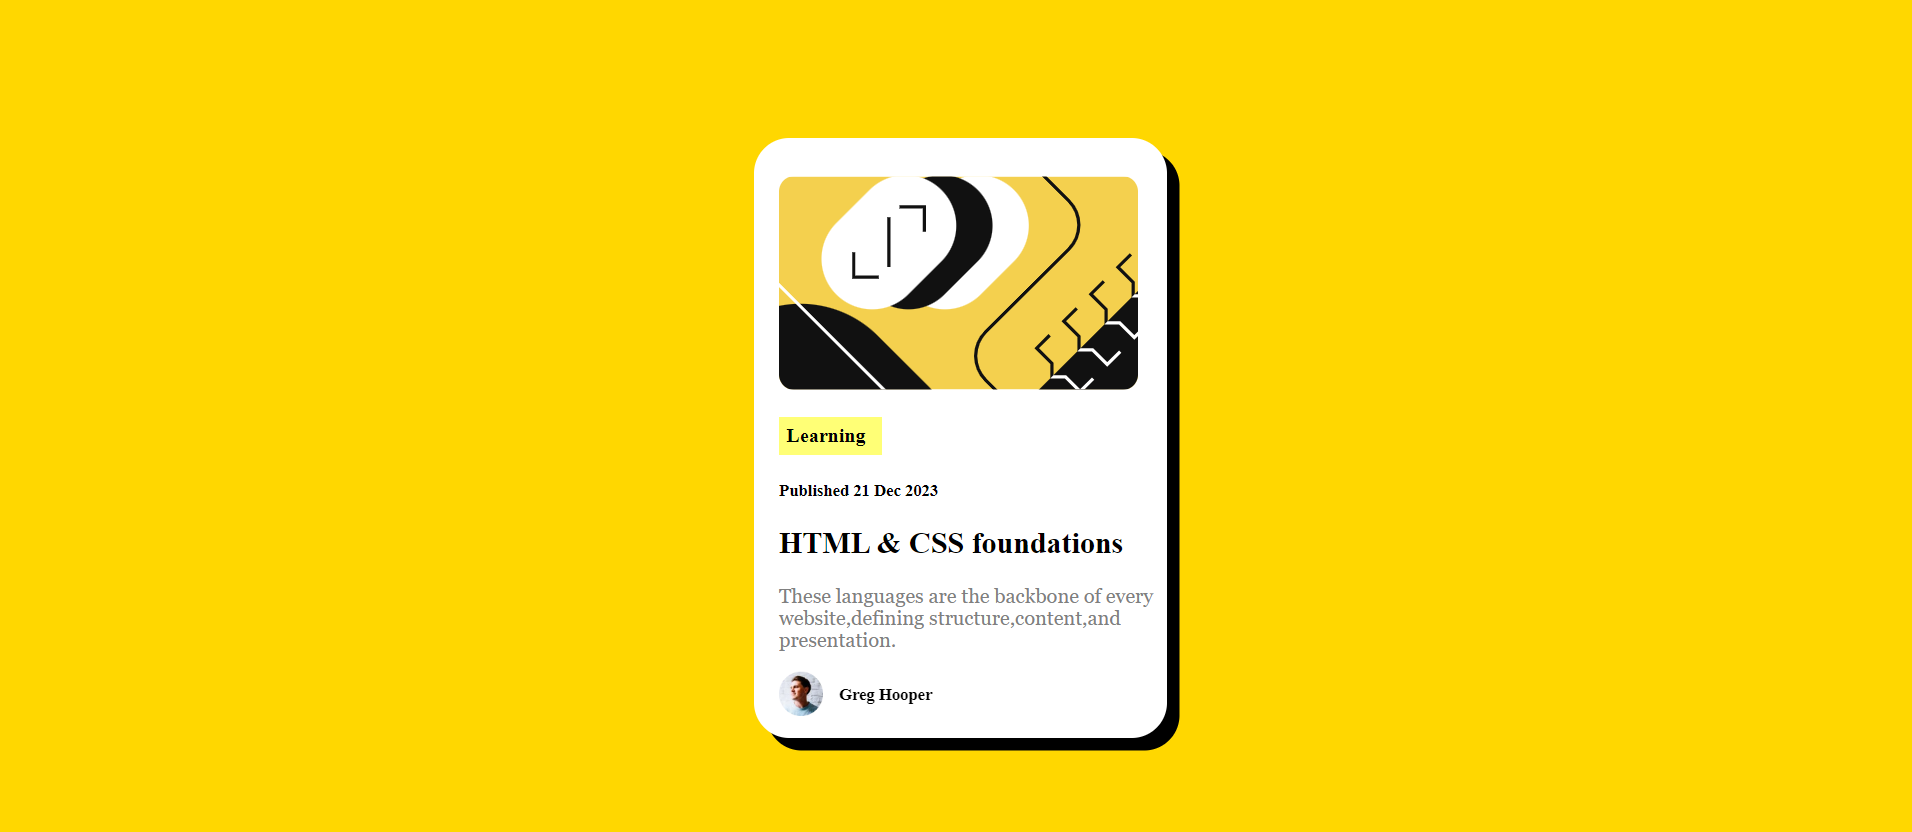 Learning
Published 21 Dec 2023
HTML & CSS foundations
These languages are the backbone of every
website,defining structure,content,and
presentation.
Greg Hooper